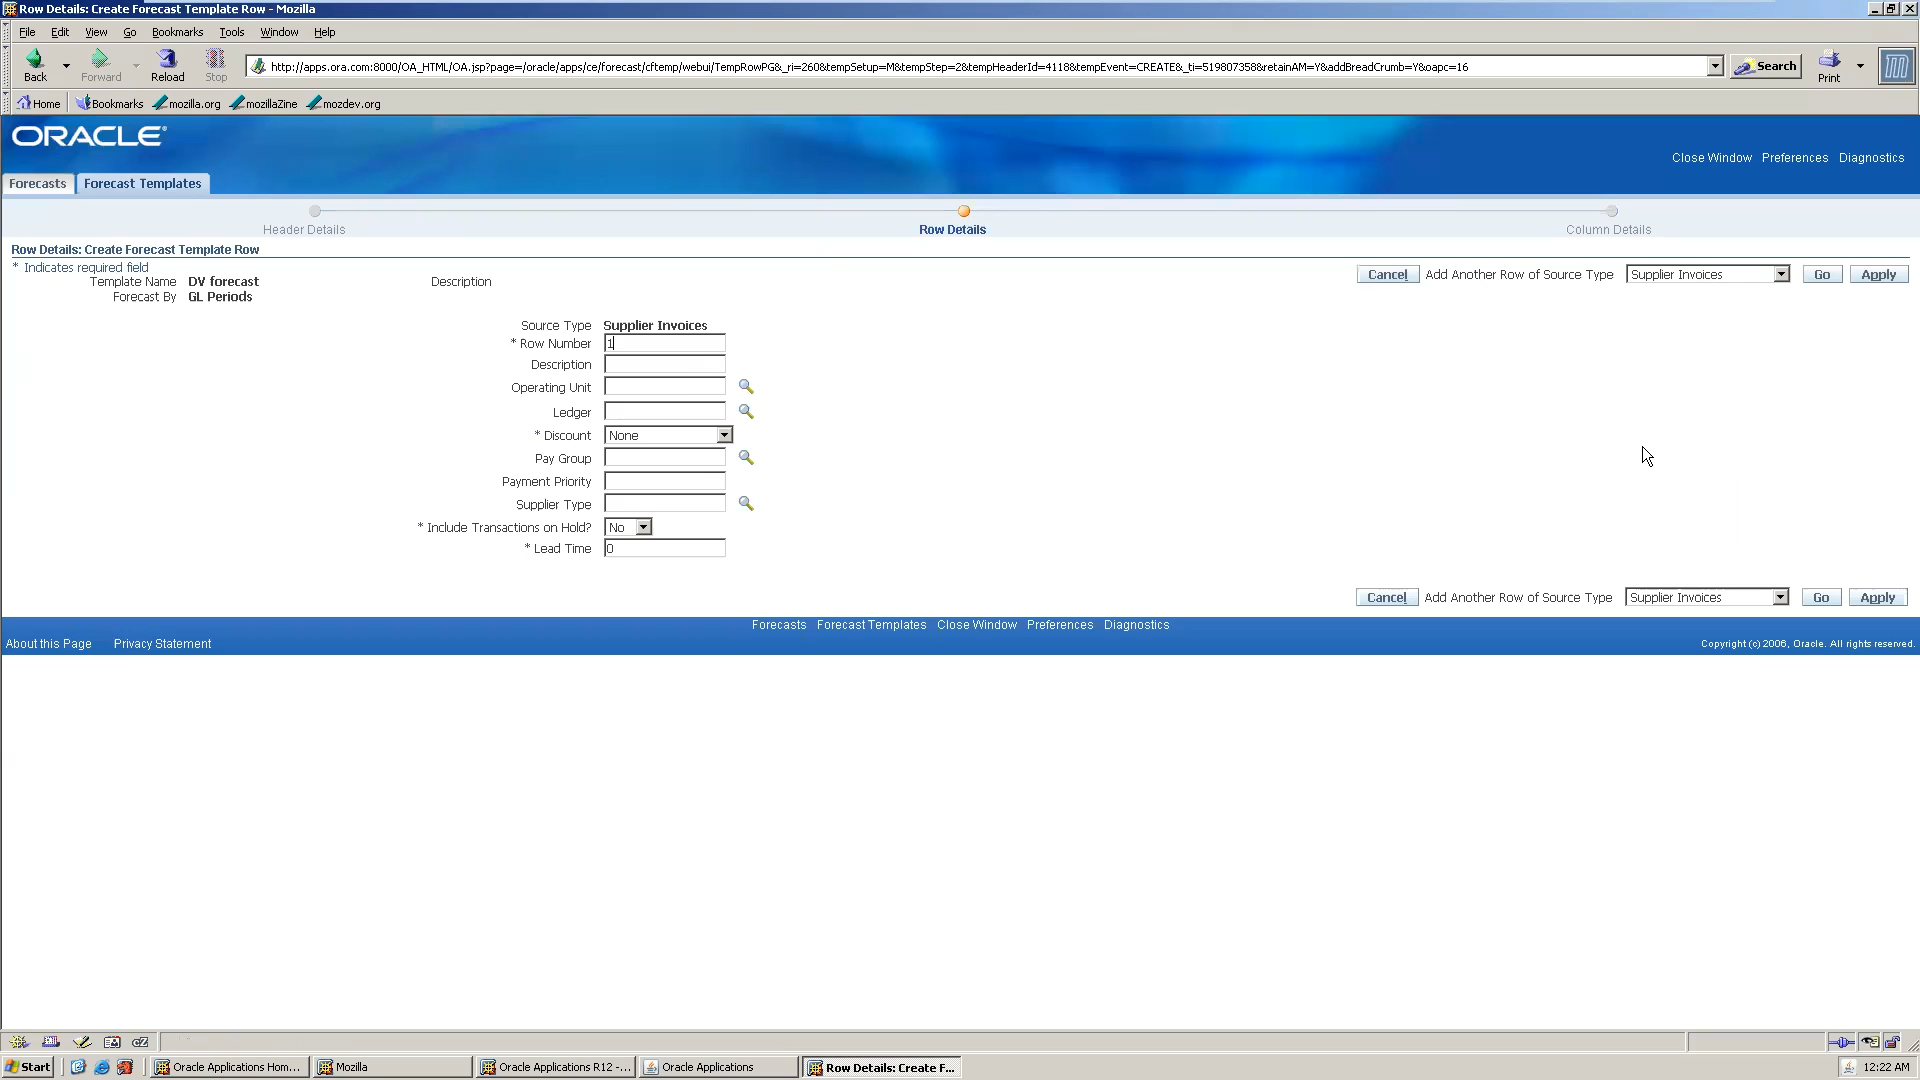 Row Details: Create Forecast Template Row - Mozilla
File Edit View Go Bookmarks Tools Window Help
Back Forward Reload Stop http://apps.ora.com:8000/OA_HTML/OA.jsp?page=/oracle/apps/ce/forecast/cftemp/webui/TempRowPG&_ri=260&tempSetup=M&tempStep=2&tempHeaderId=4118&tempEvent=CREATE&_ti=519807358&retainAM=Y&addBreadCrumb=Y&oapc=16 Search Print
Home Bookmarks mozilla.org mozillaZine mozdev.org
ORACLE
Close Window Preferences Diagnostics
Forecasts Forecast Templates
Header Details Row Details Column Details
Row Details: Create Forecast Template Row
* Indicates required field
Cancel Add Another Row of Source Type Supplier Invoices Go Apply
Template Name DV forecast Description
Forecast By GL Periods
Source Type Supplier Invoices
* Row Number 1
Description
Operating Unit
Ledger
* Discount None
Pay Group
Payment Priority
Supplier Type
* Include Transactions on Hold? No
* Lead Time 0
Cancel Add Another Row of Source Type Supplier Invoices Go Apply
Forecasts Forecast Templates Close Window Preferences Diagnostics
About this Page Privacy Statement Copyright (c) 2006, Oracle. All rights reserved.
Start Oracle Applications Hom... Mozilla Oracle Applications R12 -... Oracle Applications Row Details: Create F... 12:22 AM